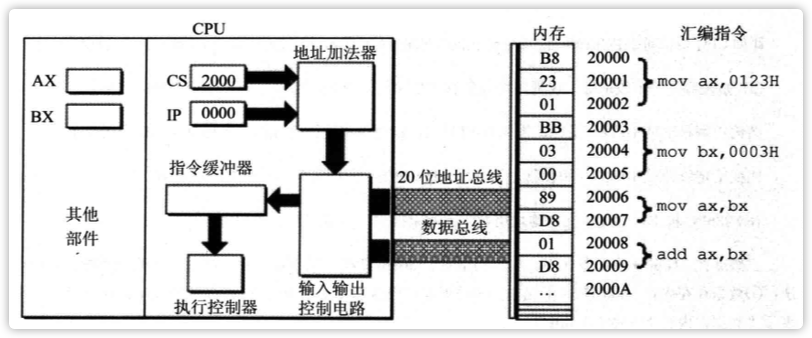 CPU
内存
汇编指令
地址加法器
AX
BX
CS 2000
IP 0000
指令缓冲器
其他
部件
执行控制器
输入输出
控制电路
20 位地址总线
数据总线
B8 20000
23 20001
01 20002
mov ax,0123H
BB 20003
03 20004
00 20005
mov bx,0003H
89 20006
D8 20007
mov ax,bx
01 20008
D8 20009
add ax,bx
... 2000A